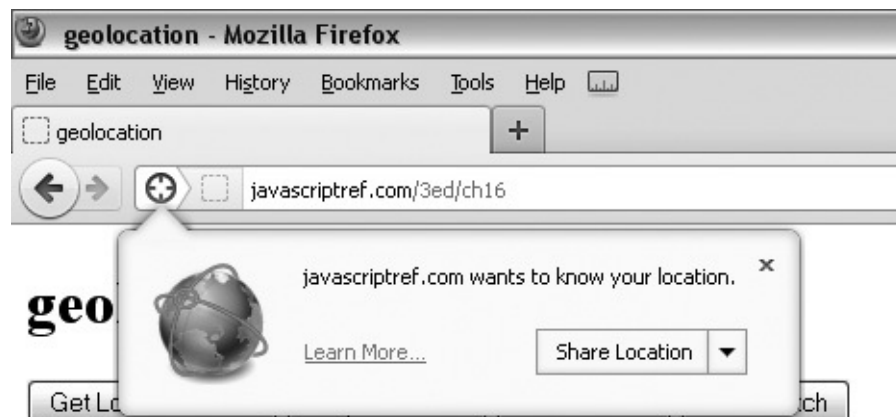 geolocation - Mozilla Firefox
File Edit View History Bookmarks Tools Help
geolocation +
javascriptref.com/3ed/ch16
javascriptref.com wants to know your location. x
geo
Learn More... Share Location
Get Lo
tch